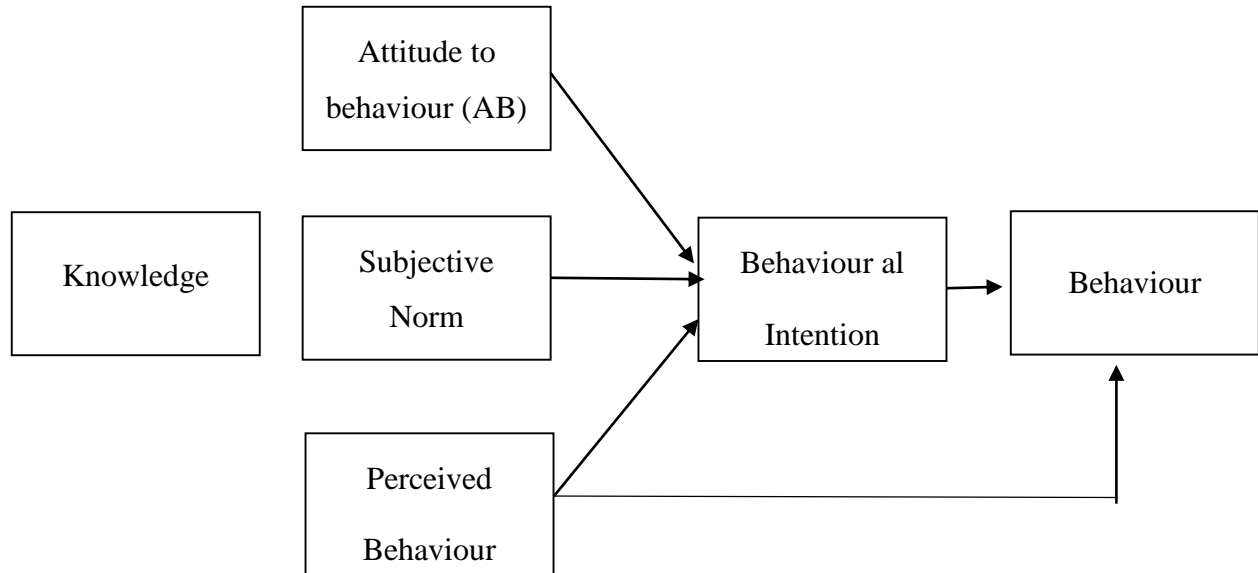 Attitude to
behaviour (AB)
Knowledge
Subjective
Norm
Behaviour al
Intention
Behaviour
Perceived
Behaviour